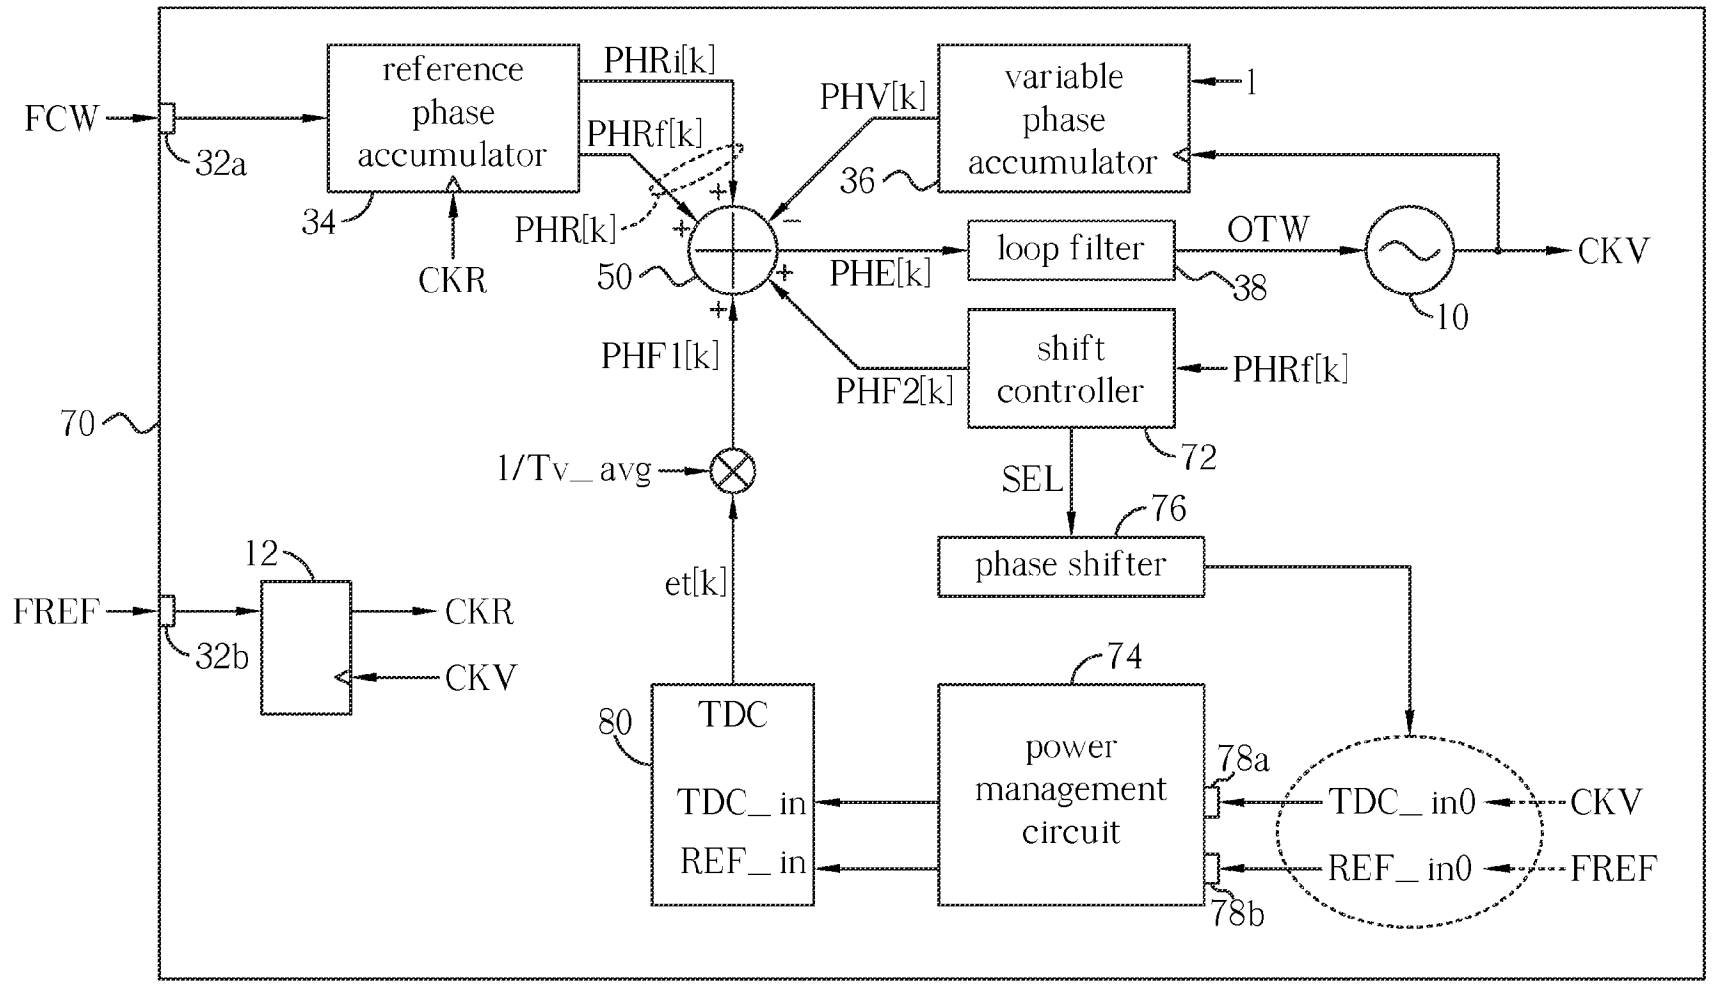 FCW
32a
reference
phase
accumulator
34
CKR
PHRi[k]
PHRf[k]
PHR[k]
PHV[k]
variable
phase
accumulator
1
36
+
+
−
+
+
50
PHE[k]
loop filter
38
OTW
10
CKV
PHF1[k]
PHF2[k]
shift
controller
PHRf[k]
72
SEL
76
phase shifter
70
1/Tv_avg
et[k]
12
FREF
32b
CKR
CKV
80
TDC
TDC_in
REF_in
74
power
management
circuit
78a
78b
TDC_in0
CKV
REF_in0
FREF